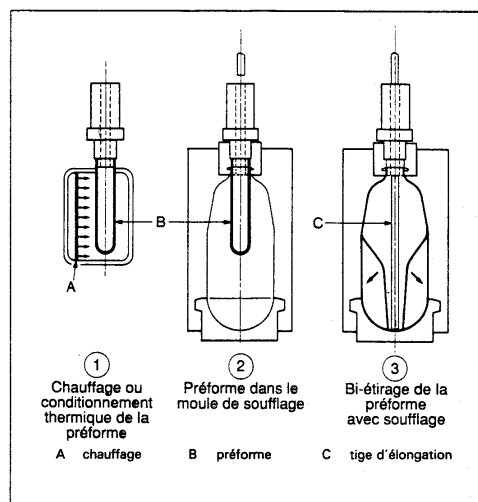 B
C
A
1
2
3
Chauffage ou
conditionnement
thermique de la
préforme
Préforme dans le
moule de soufflage
Bi-étirage de la
préforme
avec soufflage
A chauffage
B préforme
C tige d'élongation